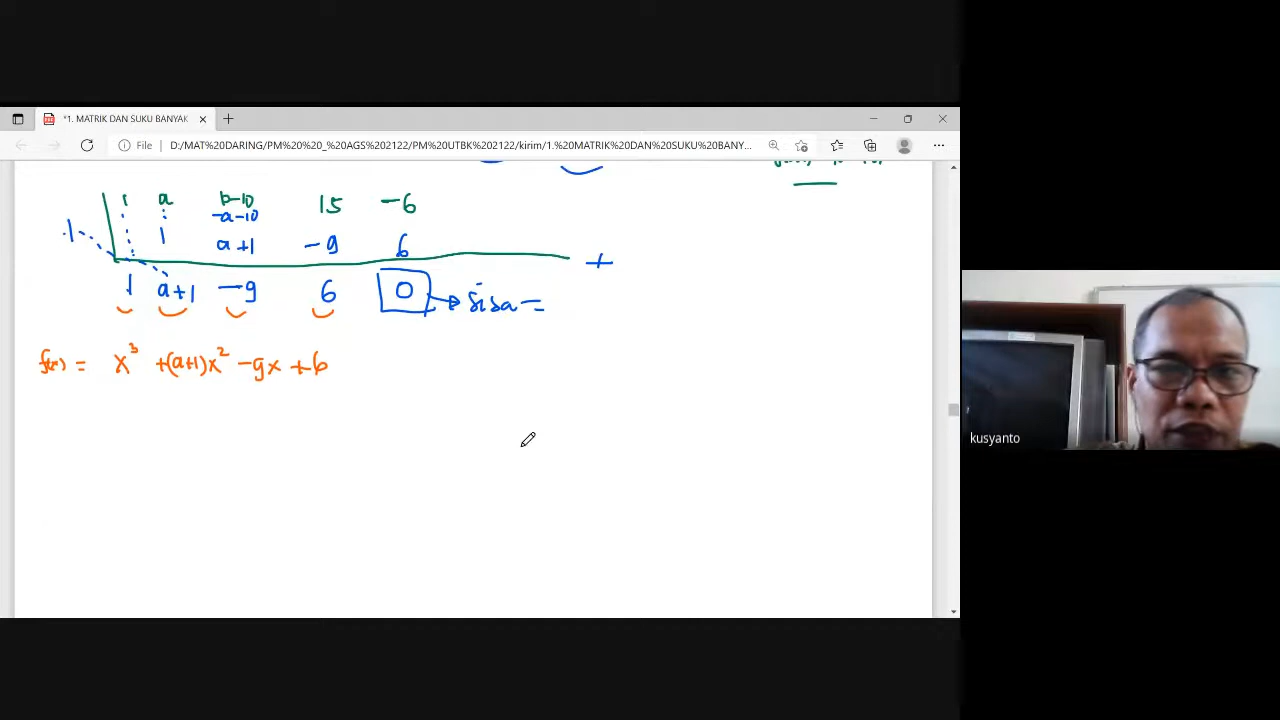 *1. MATRIK DAN SUKU BANYAK
File D:/MAT%20DARING/PM%20%20_%20AGS%202122/PM%20UTBK%202122/kirim/1.%20MATRIK%20DAN%20SUKU%20BANY...
1 a b-10 15 -6
-a-10
1 1 a+1 -9 6
+
1 a+1 -9 6 0 → sisa =
f(x) = x³ +(a+1)x² -9x +6
kusyanto